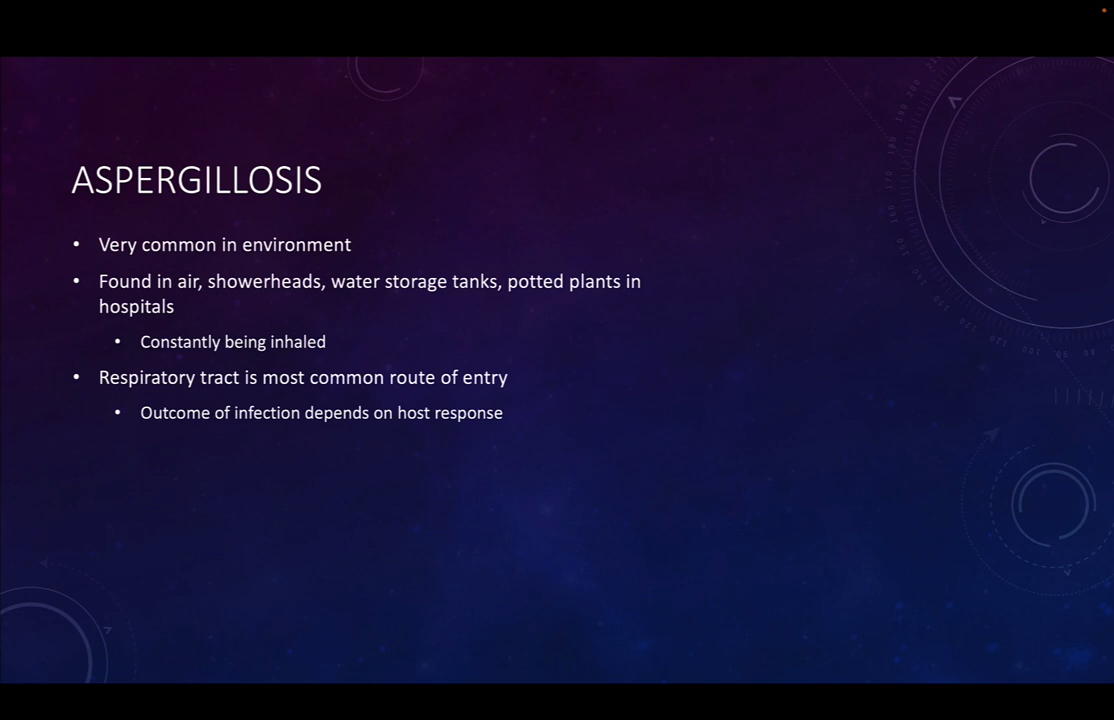 ASPERGILLOSIS
• Very common in environment
• Found in air, showerheads, water storage tanks, potted plants in
hospitals
• Constantly being inhaled
• Respiratory tract is most common route of entry
• Outcome of infection depends on host response